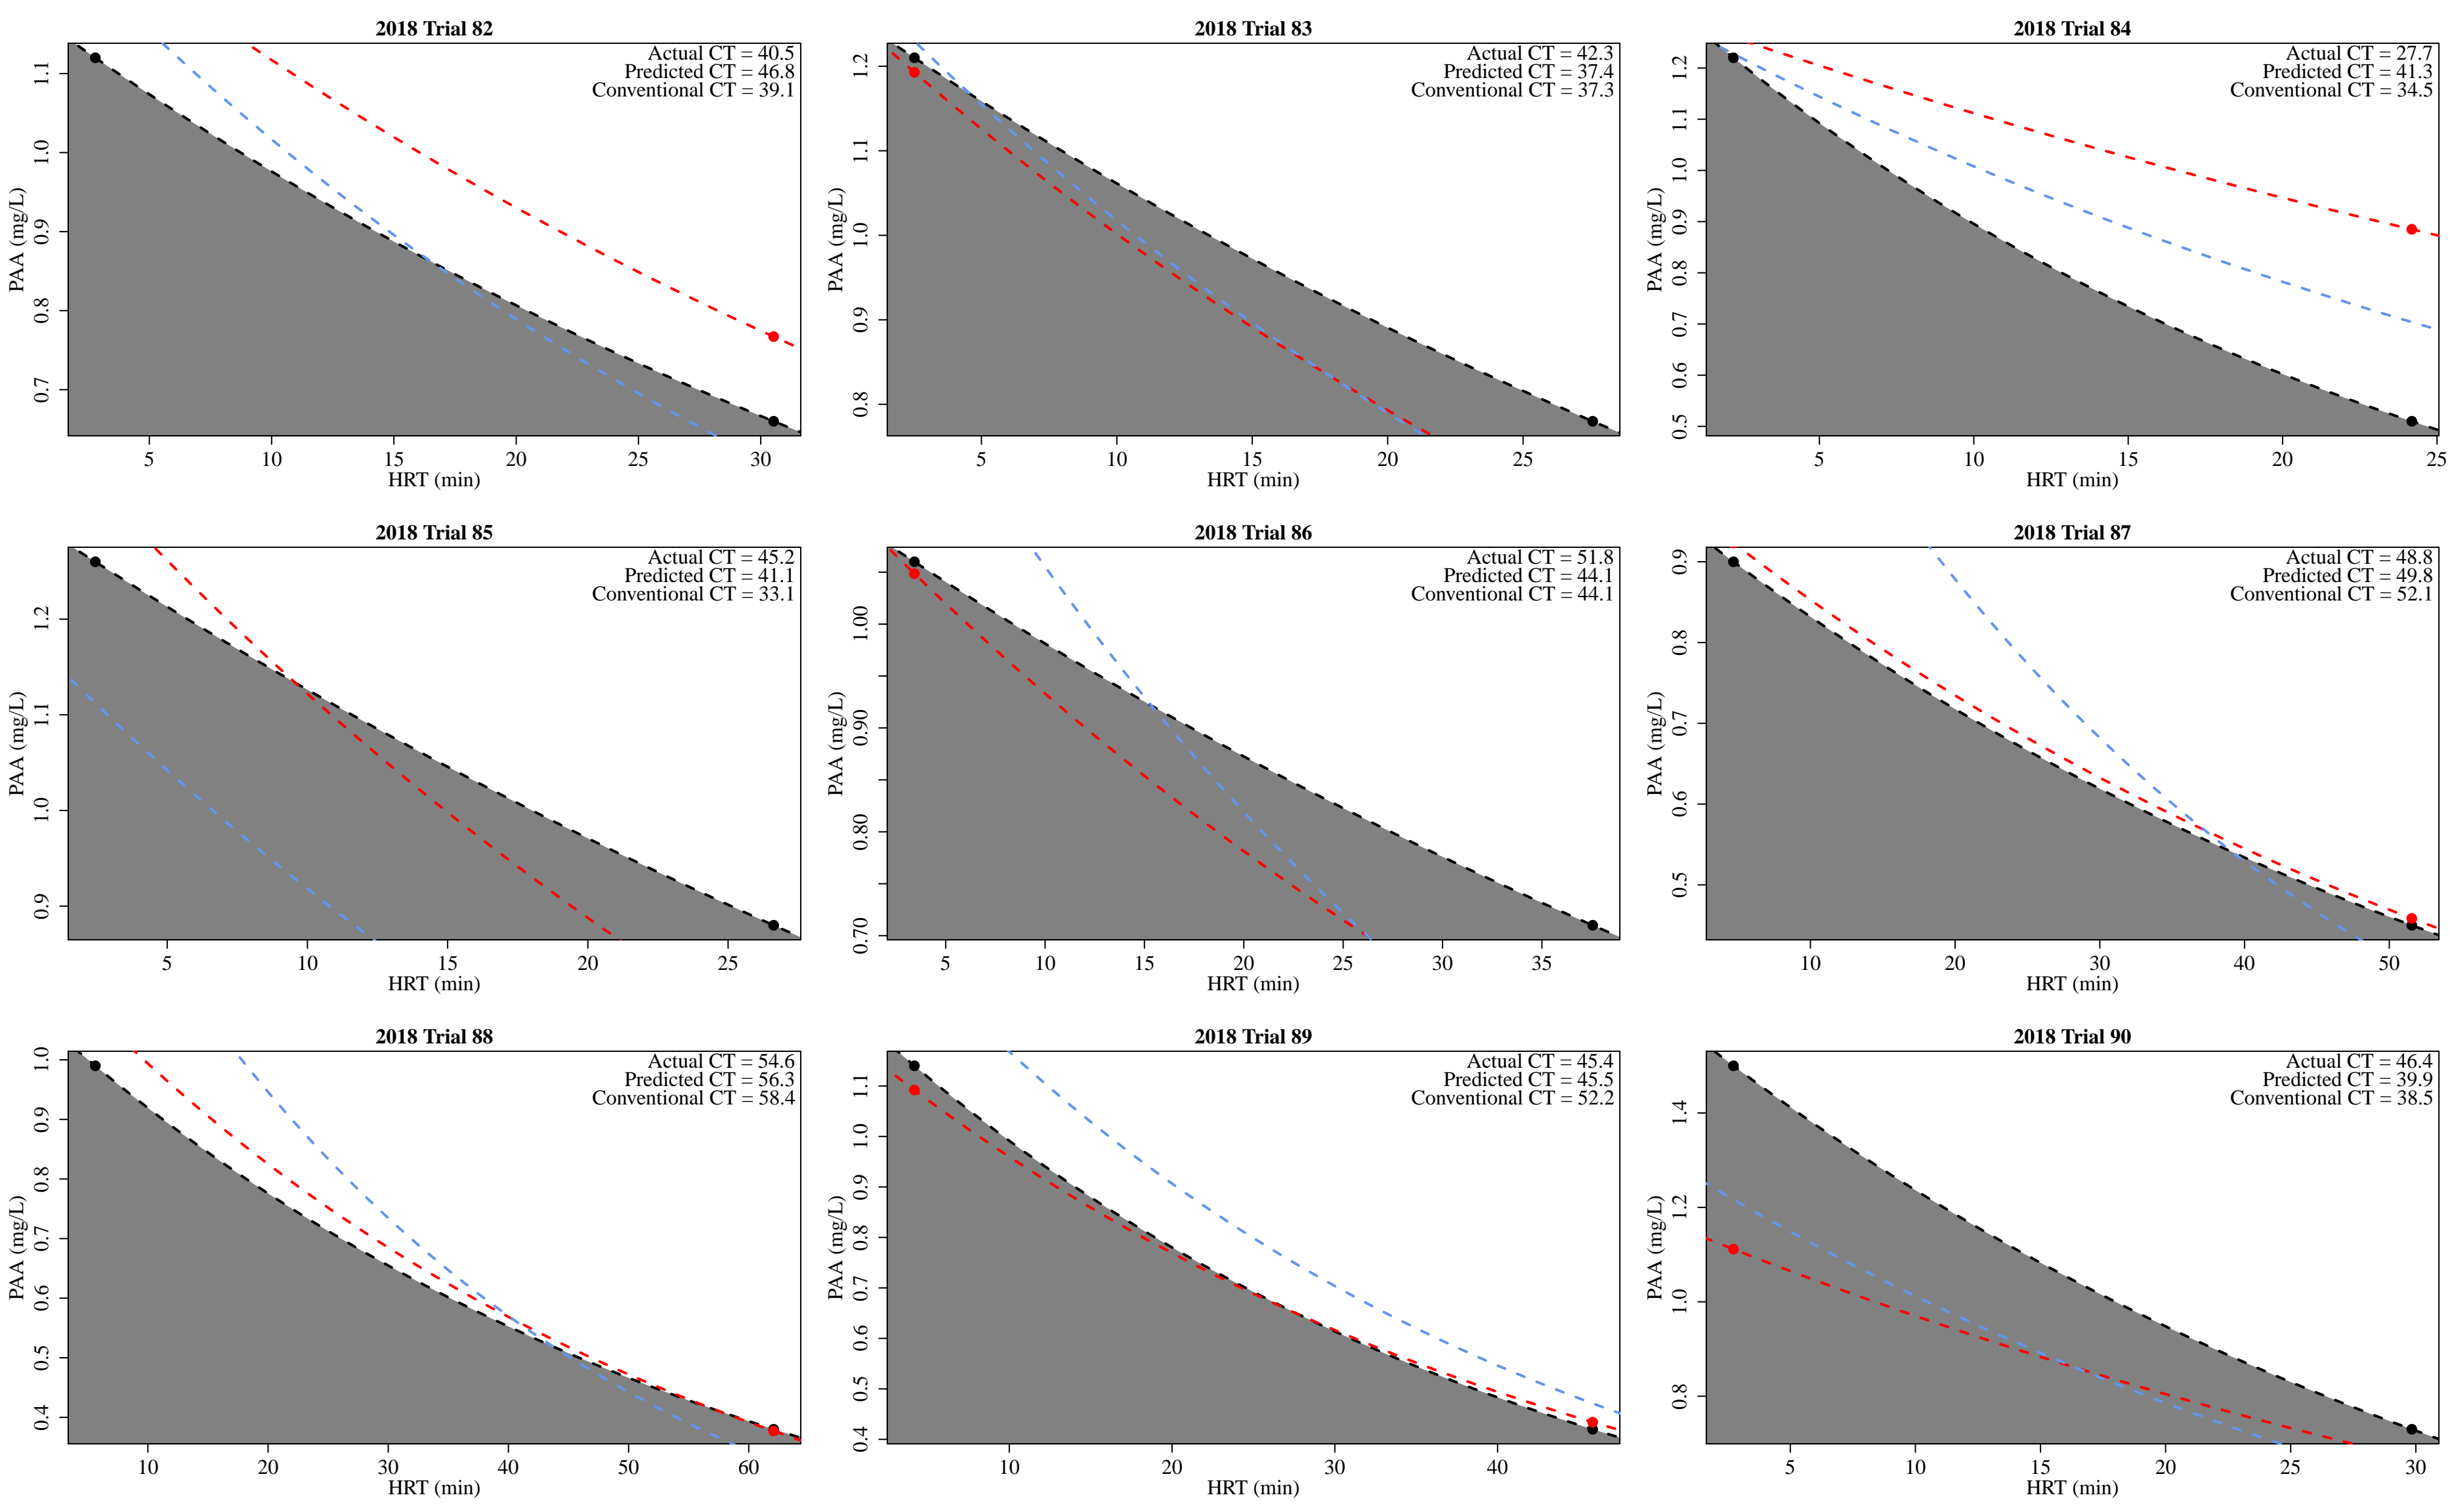 2018 Trial 82
Actual CT = 40.5
Predicted CT = 46.8
Conventional CT = 39.1
PAA (mg/L)
1.1
1.0
0.9
0.8
0.7
5 10 15 20 25 30
HRT (min)
2018 Trial 83
Actual CT = 42.3
Predicted CT = 37.4
Conventional CT = 37.3
PAA (mg/L)
1.2
1.1
1.0
0.9
0.8
5 10 15 20 25
HRT (min)
2018 Trial 84
Actual CT = 27.7
Predicted CT = 41.3
Conventional CT = 34.5
PAA (mg/L)
1.2
1.1
1.0
0.9
0.8
0.7
0.6
0.5
5 10 15 20 25
HRT (min)
2018 Trial 85
Actual CT = 45.2
Predicted CT = 41.1
Conventional CT = 33.1
PAA (mg/L)
1.2
1.1
1.0
0.9
5 10 15 20 25
HRT (min)
2018 Trial 86
Actual CT = 51.8
Predicted CT = 44.1
Conventional CT = 44.1
PAA (mg/L)
1.00
0.90
0.80
0.70
5 10 15 20 25 30 35
HRT (min)
2018 Trial 87
Actual CT = 48.8
Predicted CT = 49.8
Conventional CT = 52.1
PAA (mg/L)
0.9
0.8
0.7
0.6
0.5
10 20 30 40 50
HRT (min)
2018 Trial 88
Actual CT = 54.6
Predicted CT = 56.3
Conventional CT = 58.4
PAA (mg/L)
1.0
0.9
0.8
0.7
0.6
0.5
0.4
10 20 30 40 50 60
HRT (min)
2018 Trial 89
Actual CT = 45.4
Predicted CT = 45.5
Conventional CT = 52.2
PAA (mg/L)
1.1
1.0
0.9
0.8
0.7
0.6
0.5
0.4
10 20 30 40
HRT (min)
2018 Trial 90
Actual CT = 46.4
Predicted CT = 39.9
Conventional CT = 38.5
PAA (mg/L)
1.4
1.2
1.0
0.8
5 10 15 20 25 30
HRT (min)